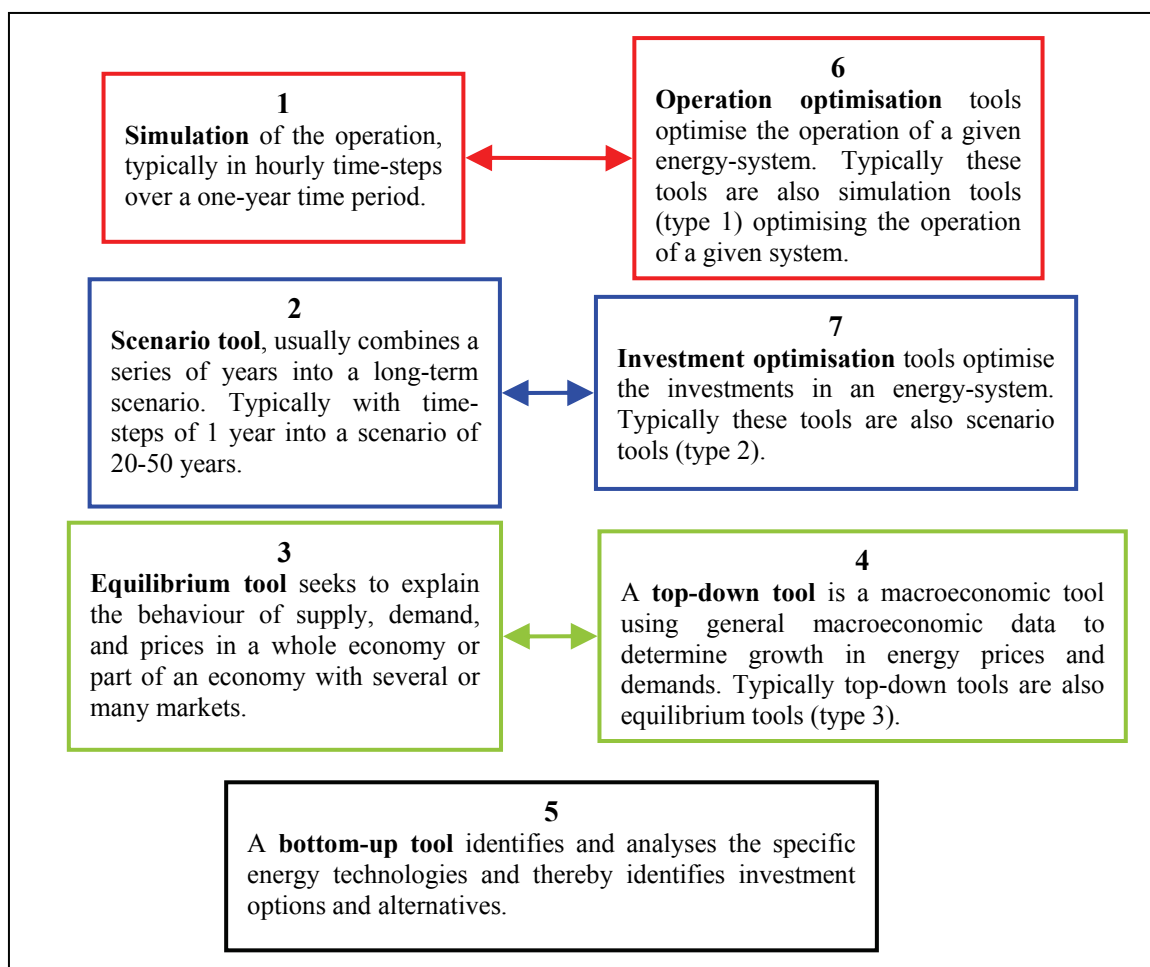 1
Simulation of the operation,
typically in hourly time-steps
over a one-year time period.
6
Operation optimisation tools
optimise the operation of a given
energy-system. Typically these
tools are also simulation tools
(type 1) optimising the operation
of a given system.
2
Scenario tool, usually combines a
series of years into a long-term
scenario. Typically with time-
steps of 1 year into a scenario of
20-50 years.
7
Investment optimisation tools optimise
the investments in an energy-system.
Typically these tools are also scenario
tools (type 2).
3
Equilibrium tool seeks to explain
the behaviour of supply, demand,
and prices in a whole economy or
part of an economy with several or
many markets.
4
A top-down tool is a macroeconomic tool
using general macroeconomic data to
determine growth in energy prices and
demands. Typically top-down tools are also
equilibrium tools (type 3).
5
A bottom-up tool identifies and analyses the specific
energy technologies and thereby identifies investment
options and alternatives.